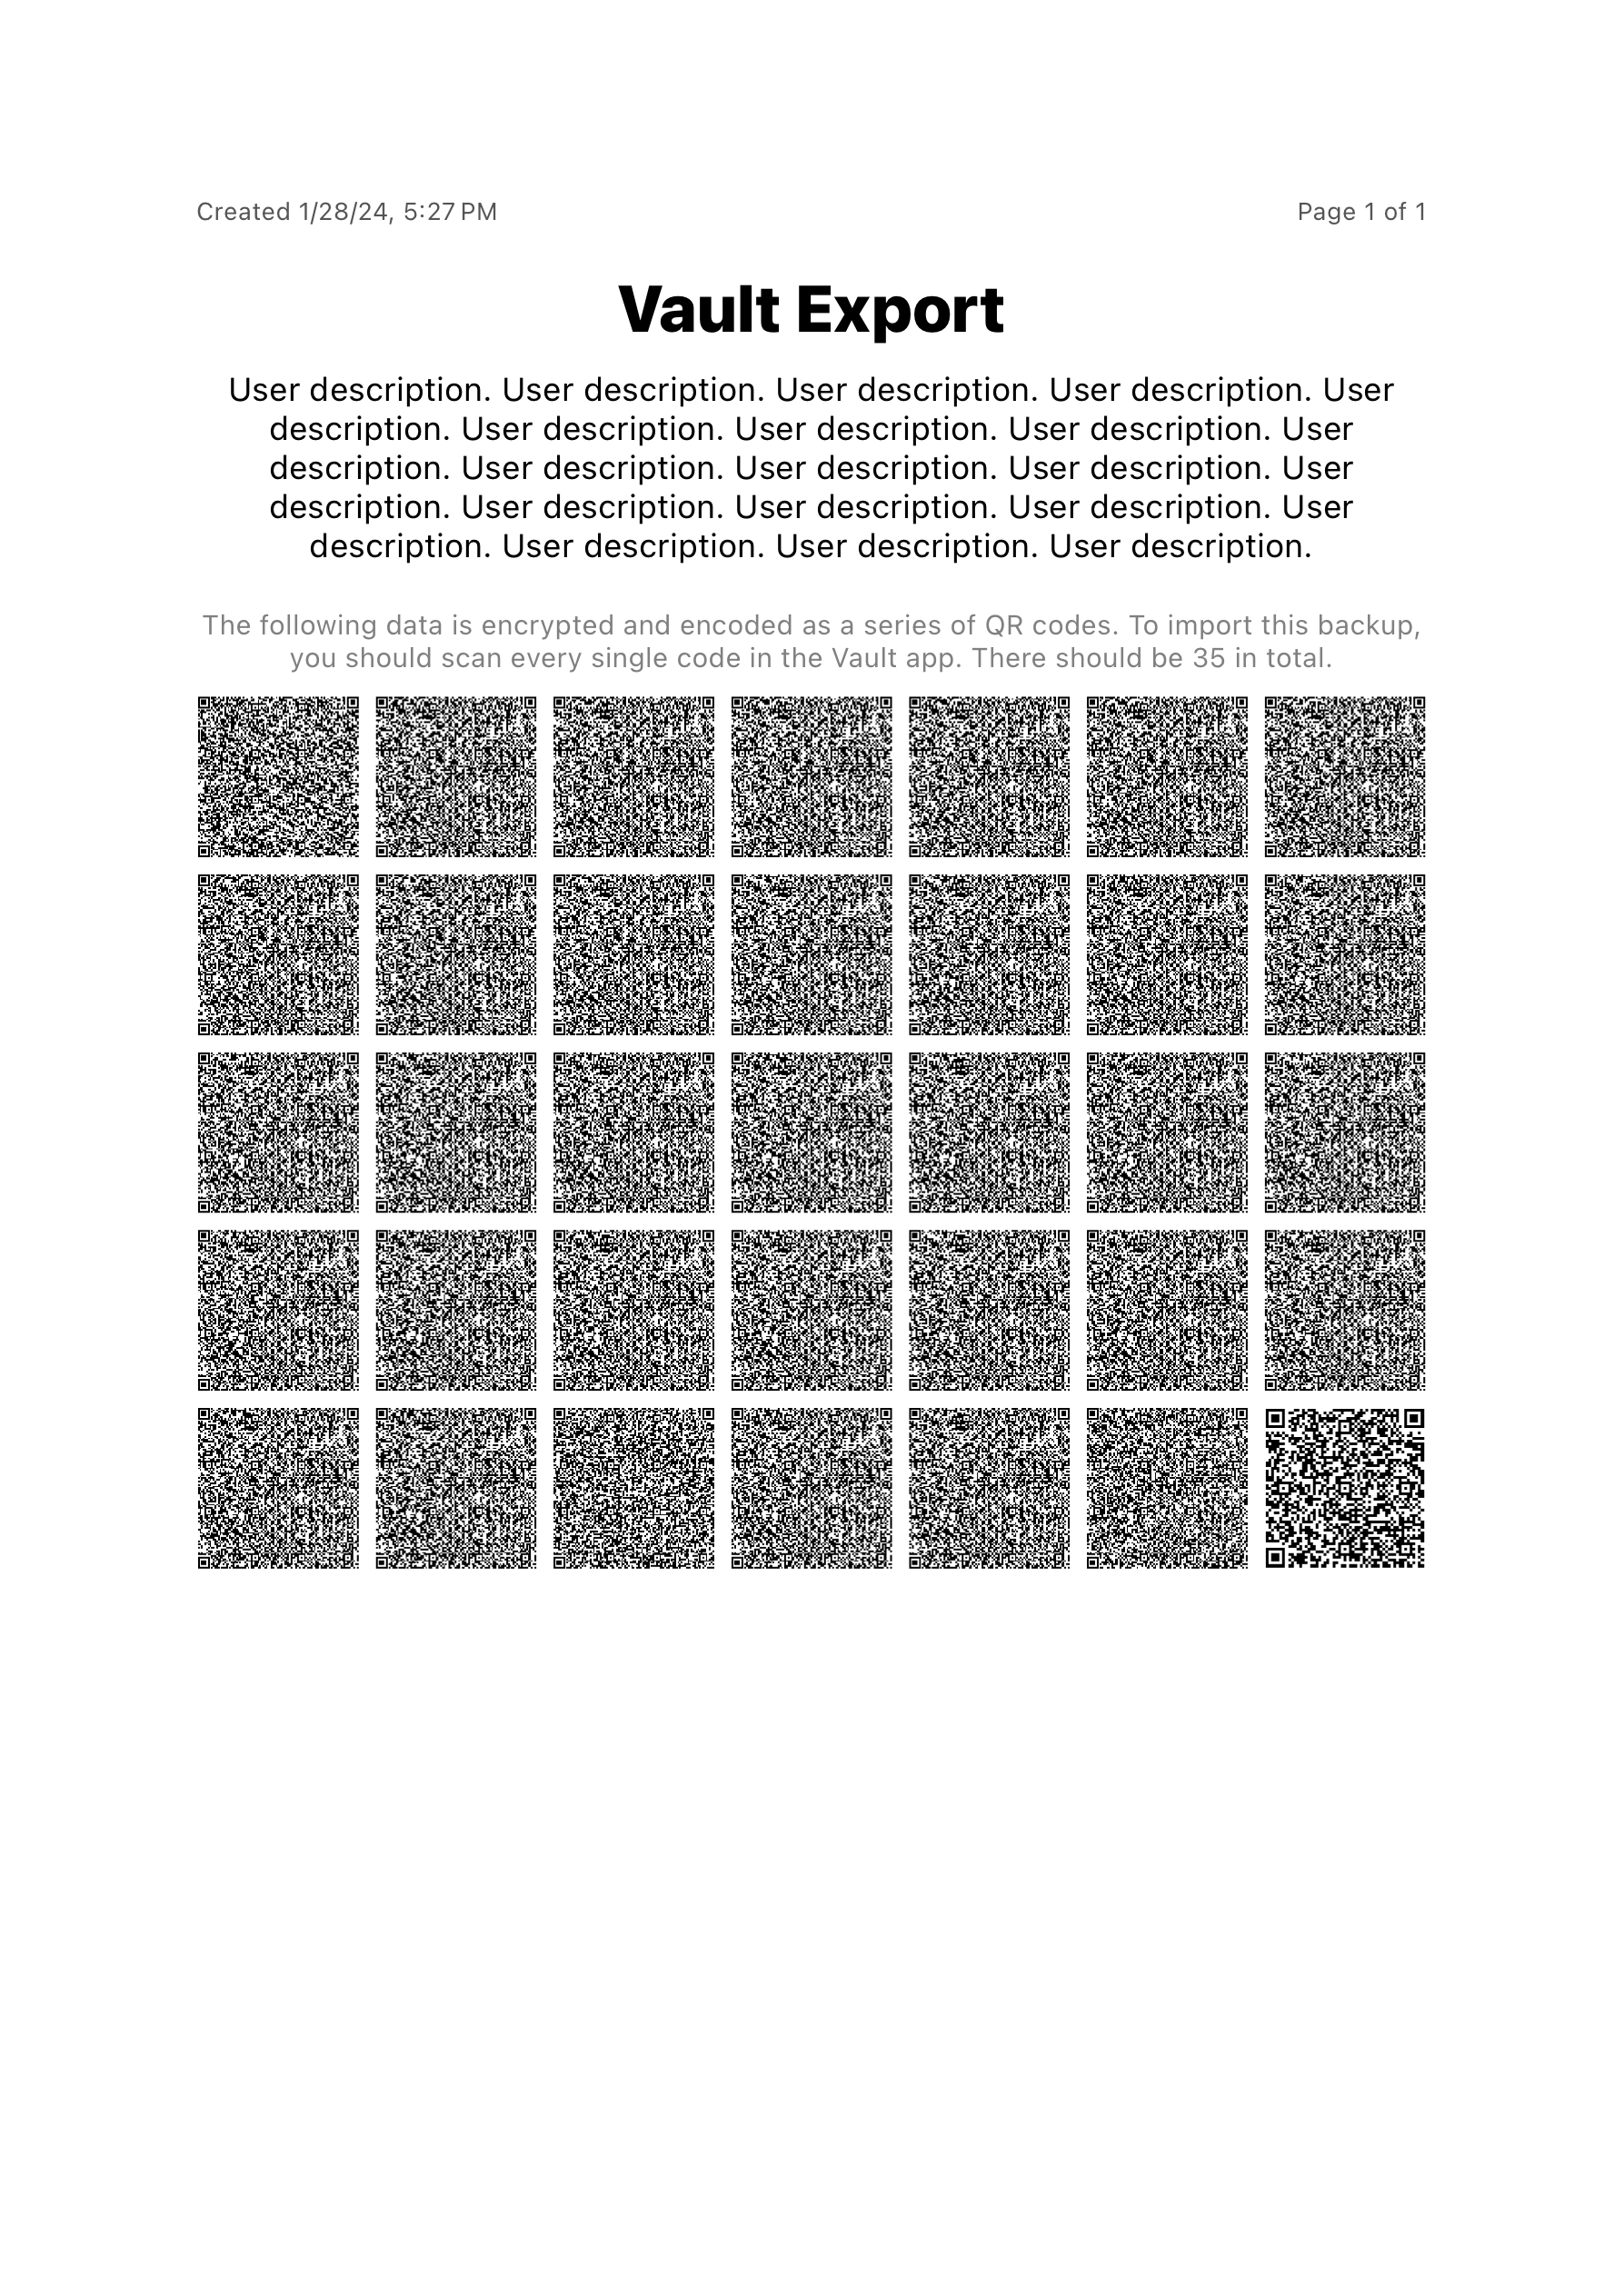 Created 1/28/24, 5:27 PM
Page 1 of 1
Vault Export
User description. User description. User description. User description. User
description. User description. User description. User description. User
description. User description. User description. User description. User
description. User description. User description. User description. User
description. User description. User description. User description.
The following data is encrypted and encoded as a series of QR codes. To import this backup,
you should scan every single code in the Vault app. There should be 35 in total.